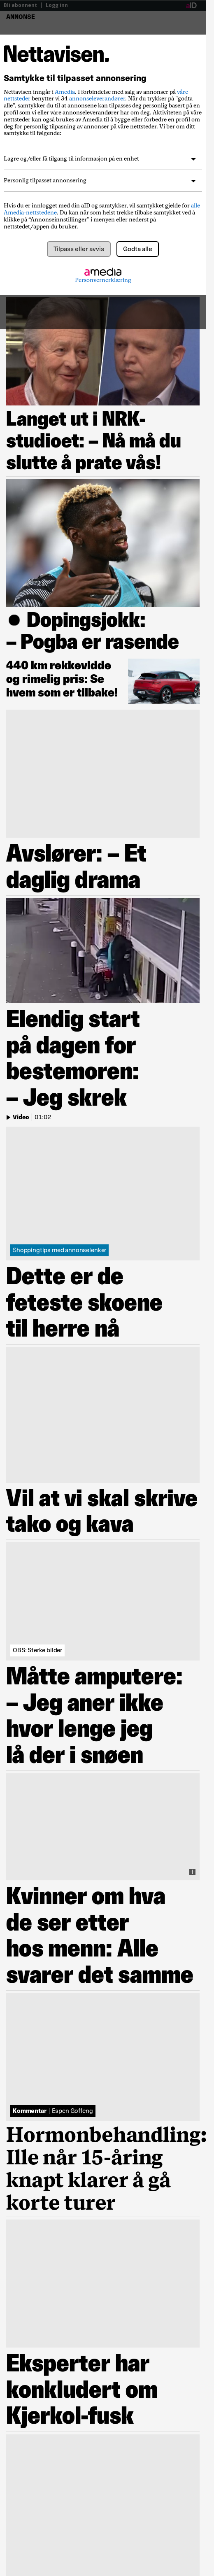 Bli abonnent | Logg inn
aID
ANNONSE
Nettavisen.
Samtykke til tilpasset annonsering
Nettavisen inngår i Amedia. I forbindelse med salg av annonser på våre
nettsteder benytter vi 34 annonseleverandører. Når du trykker på "godta
alle", samtykker du til at annonsene kan tilpasses deg personlig basert på en
profil om deg eller ved at annonseleverandører har om deg. Aktiviteten på våre
nettsteder kan også brukes av Amedia til å bygge eller utvide en profil rundt
deg for personlig tilpasning av annonser på våre nettsteder. Vi ber om ditt
samtykke til følgende:
Lagre og/eller få tilgang til informasjon på en enhet
Personlig tilpasset annonsering
Hvis du er innlogget med din aID og samtykker, vil samtykket gjelde for alle
Amedia-nettstedene. Du kan når som helst trekke tilbake samtykket ved å
klikke på "Annonseinnstillinger" i menyen eller nederst på
nettstedet/appen du bruker.
Tilpass eller avvis
Godta alle
amedia
Personvernerklæring
Langet ut i NRK-
studioet: – Nå må du
slutte å prate vås!
● Dopingsjokk:
– Pogba er rasende
440 km rekkevidde
og rimelig pris: Se
hvem som er tilbake!
Avslører: – Et
daglig drama
Elendig start
på dagen for
bestemoren:
– Jeg skrek
Video | 01:02
Shoppingtips med annonselenker
Dette er de
feteste skoene
til herre nå
Vil at vi skal skrive
tako og kava
OBS: Sterke bilder
Måtte amputere:
– Jeg aner ikke
hvor lenge jeg
lå der i snøen
Kvinner om hva
de ser etter
hos menn: Alle
svarer det samme
Kommentar | Espen Goffeng
Hormonbehandling:
Ille når 15-åring
knapt klarer å gå
korte turer
Eksperter har
konkludert om
Kjerkol-fusk